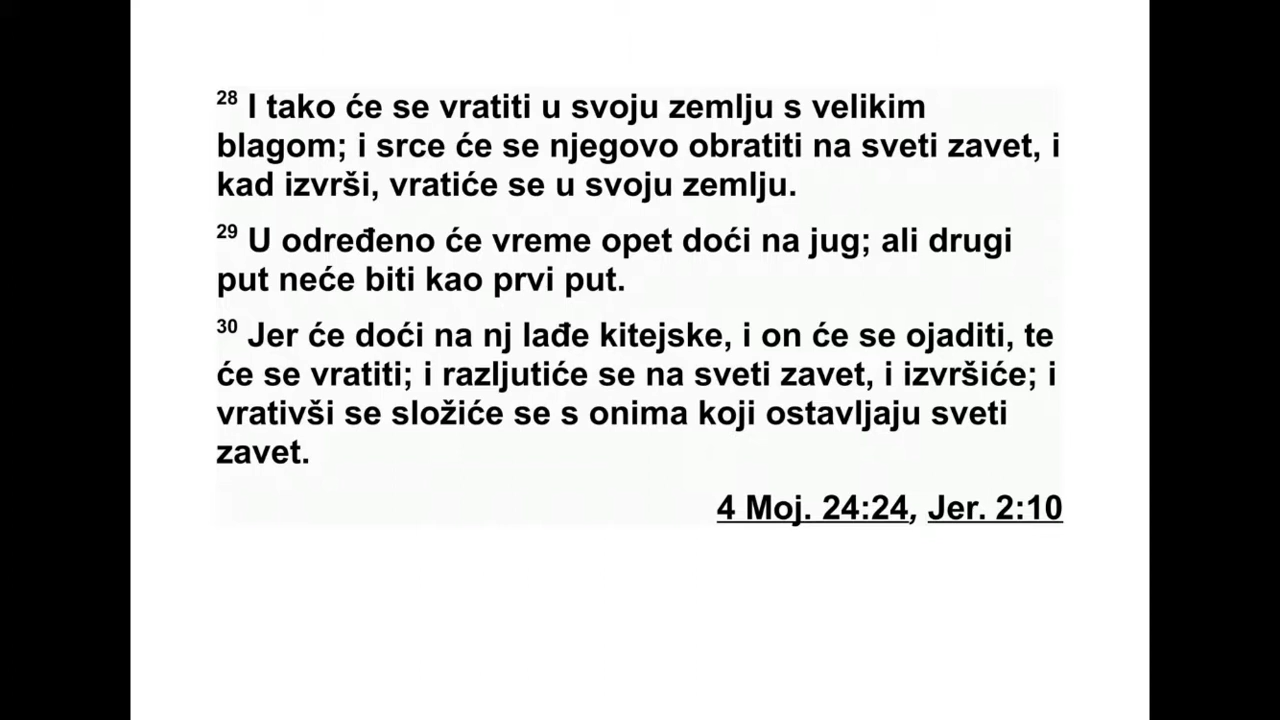 28 I tako će se vratiti u svoju zemlju s velikim
blagom; i srce će se njegovo obratiti na sveti zavet, i
kad izvrši, vratiće se u svoju zemlju.
29 U određeno će vreme opet doći na jug; ali drugi
put neće biti kao prvi put.
30 Jer će doći na nj lađe kitejske, i on će se ojaditi, te
će se vratiti; i razljutiće se na sveti zavet, i izvršiće; i
vrativši se složiće se s onima koji ostavljaju sveti
zavet.
4 Moj. 24:24, Jer. 2:10